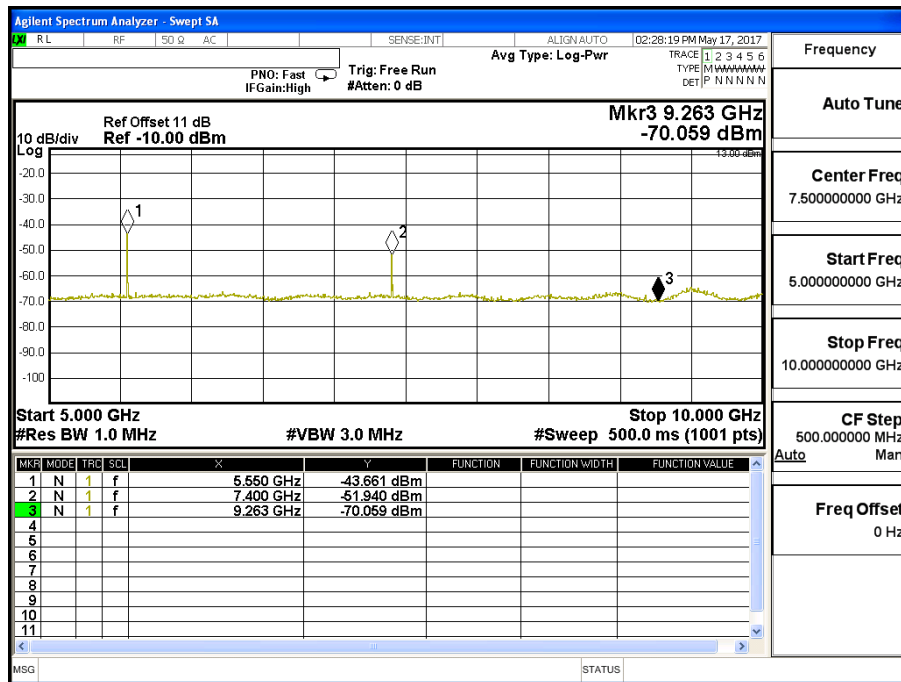 Agilent Spectrum Analyzer - Swept SA
LXI RL RF 50 Ω AC SENSE:INT ALIGNAUTO 02:28:19 PM May 17, 2017
Avg Type: Log-Pwr TRACE 1 2 3 4 5 6
TYPE M WWWWW
DET P N N N N N
PNO: Fast Trig: Free Run
IFGain:High #Atten: 0 dB
Mkr3 9.263 GHz
-70.059 dBm
Ref Offset 11 dB
10 dB/div Ref -10.00 dBm
Log
-13.00 dBm
-20.0
-30.0
-40.0
-50.0
-60.0
-70.0
-80.0
-90.0
-100
1
2
3
Start 5.000 GHz Stop 10.000 GHz
#Res BW 1.0 MHz #VBW 3.0 MHz #Sweep 500.0 ms (1001 pts)
MKR MODE TRC SCL X Y FUNCTION FUNCTION WIDTH FUNCTION VALUE
1 N 1 f 5.550 GHz -43.661 dBm
2 N 1 f 7.400 GHz -51.940 dBm
3 N 1 f 9.263 GHz -70.059 dBm
4
5
6
7
8
9
10
11
MSG STATUS
Frequency
Auto Tune
Center Freq
7.500000000 GHz
Start Freq
5.000000000 GHz
Stop Freq
10.000000000 GHz
CF Step
500.000000 MHz
Auto Man
Freq Offset
0 Hz